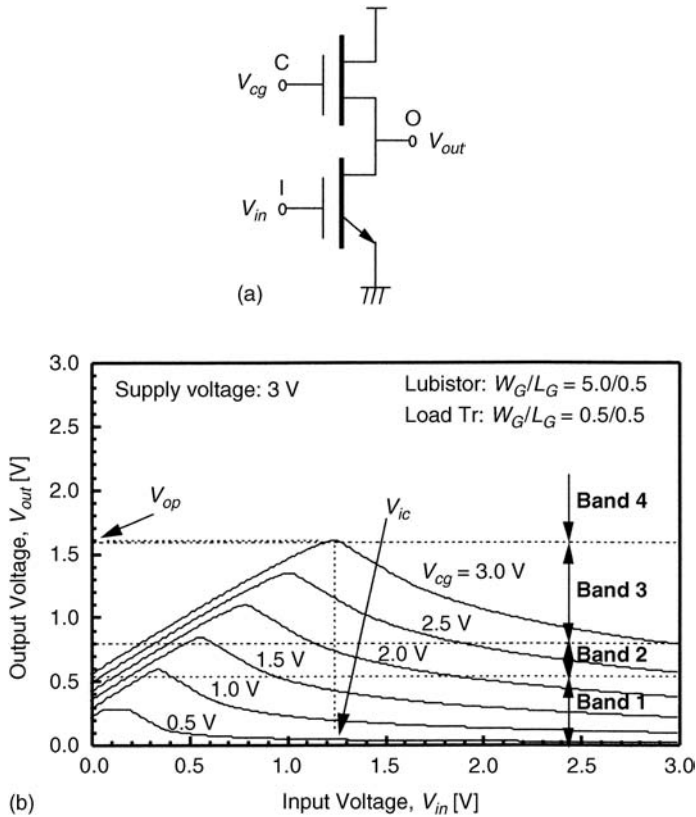 C
V_cg
O
V_out
I
V_in
(a)
3.0
Supply voltage: 3 V
Lubistor: W_G/L_G = 5.0/0.5
Load Tr: W_G/L_G = 0.5/0.5
2.5
2.0
V_op
V_ic
Band 4
1.5
V_cg = 3.0 V
Band 3
1.0
2.5 V
2.0 V
Band 2
1.5 V
0.5
1.0 V
Band 1
0.5 V
0.0
Output Voltage, V_out [V]
0.0 0.5 1.0 1.5 2.0 2.5 3.0
(b)
Input Voltage, V_in [V]